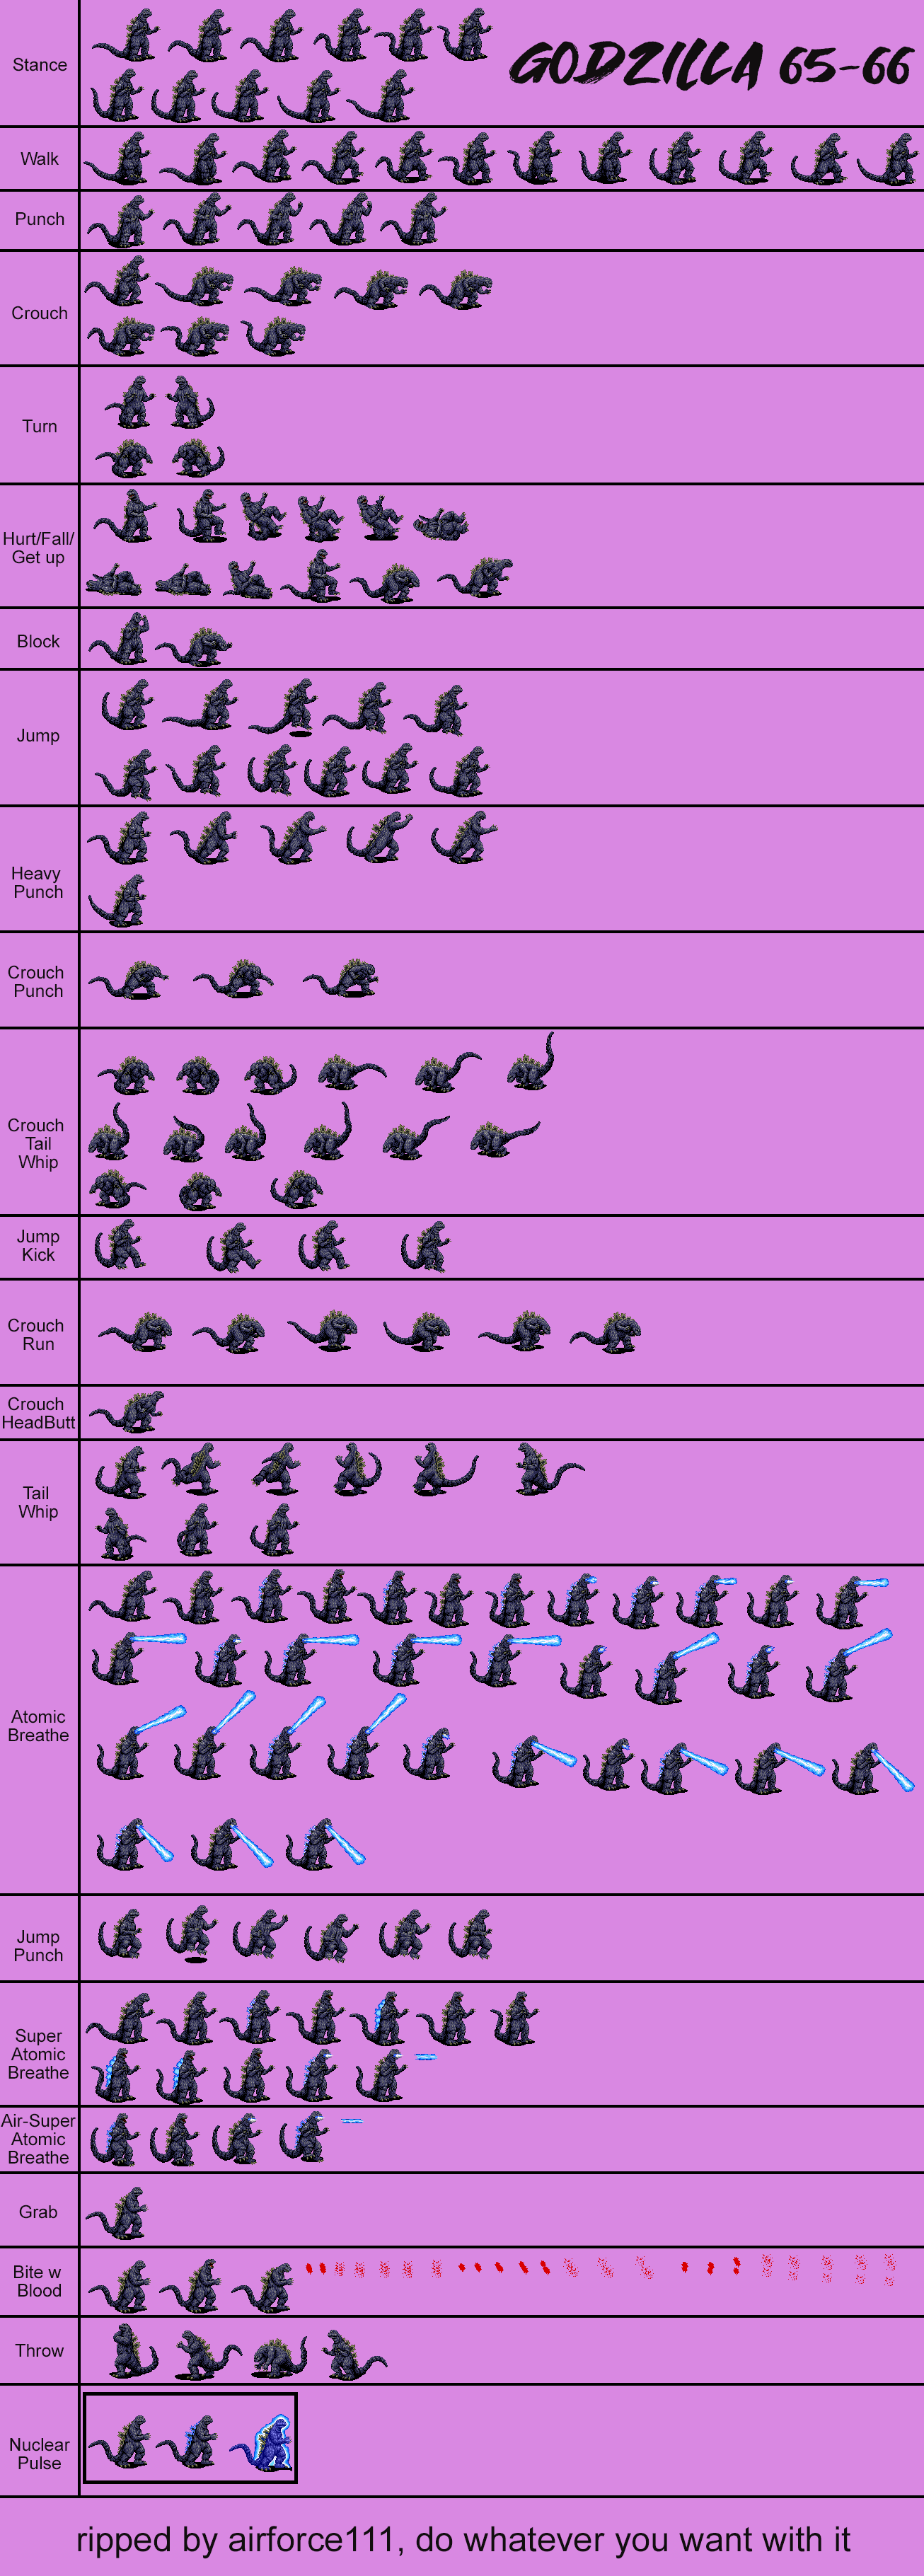 GODZILLA 65-66
Stance
Walk
Punch
Crouch
Turn
Hurt/Fall/
Get up
Block
Jump
Heavy
Punch
Crouch
Punch
Crouch
Tail
Whip
Jump
Kick
Crouch
Run
Crouch
HeadButt
Tail
Whip
Atomic
Breathe
Jump
Punch
Super
Atomic
Breathe
Air-Super
Atomic
Breathe
Grab
Bite w
Blood
Throw
Nuclear
Pulse
ripped by airforce111, do whatever you want with it